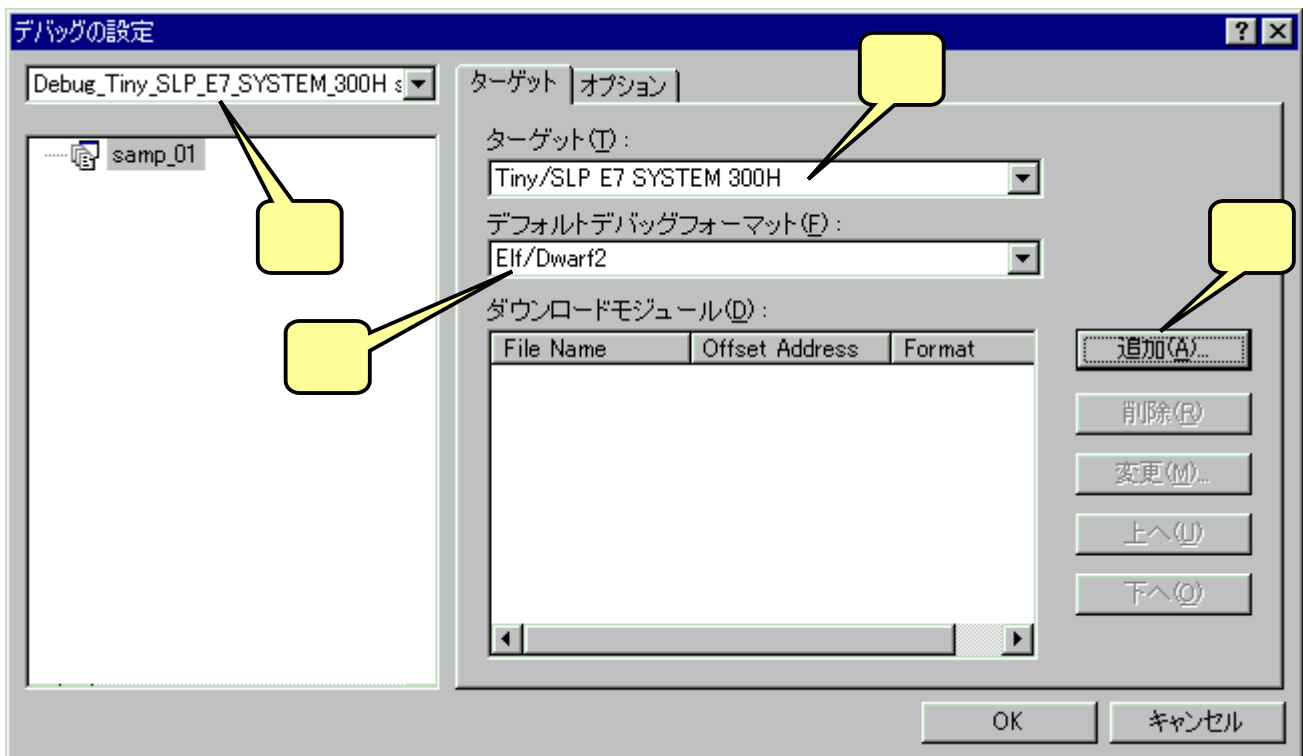 デバッグの設定
Debug_Tiny_SLP_E7_SYSTEM_300H s
samp_01
ターゲット
オプション
ターゲット(T) :
Tiny/SLP E7 SYSTEM 300H
デフォルトデバッグフォーマット(F) :
Elf/Dwarf2
ダウンロードモジュール(D) :
File Name
Offset Address
Format
追加(A)...
削除(R)
変更(M)...
上へ(U)
下へ(O)
OK
キャンセル